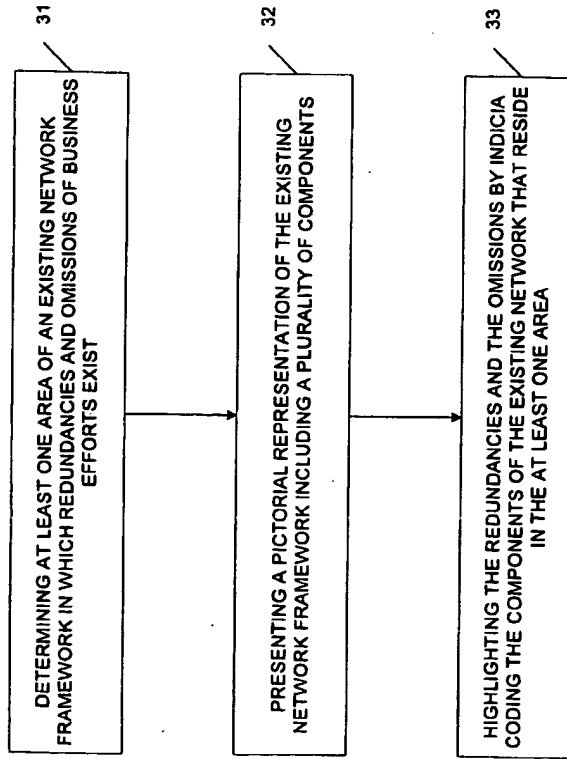 31
DETERMINING AT LEAST ONE AREA OF AN EXISTING NETWORK
FRAMEWORK IN WHICH REDUNDANCIES AND OMISSIONS OF BUSINESS
EFFORTS EXIST
32
PRESENTING A PICTORIAL REPRESENTATION OF THE EXISTING
NETWORK FRAMEWORK INCLUDING A PLURALITY OF COMPONENTS
33
HIGHLIGHTING THE REDUNDANCIES AND THE OMISSIONS BY INDICIA
CODING THE COMPONENTS OF THE EXISTING NETWORK THAT RESIDE
IN THE AT LEAST ONE AREA